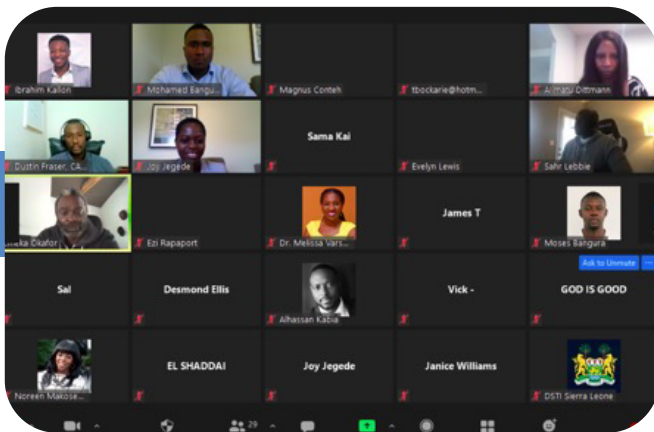 Ibrahim Kallon
Mohamed Bangu...
Magnus Conteh
tbockarie@hotm...
Almatu Dittmann
Dustin Fraser, CA...
Joy Jegede
Sama Kai
Evelyn Lewis
Sahr Lebbie
Okafor
Ezi Rapaport
Dr. Melissa Vars...
James T
Moses Bangura
Ask to Unmute ...
Sal
Desmond Ellis
Alhassan Kabia
Vick -
GOD IS GOOD
Noreen Makose...
EL SHADDAI
Joy Jegede
Janice Williams
DSTI Sierra Leone
29